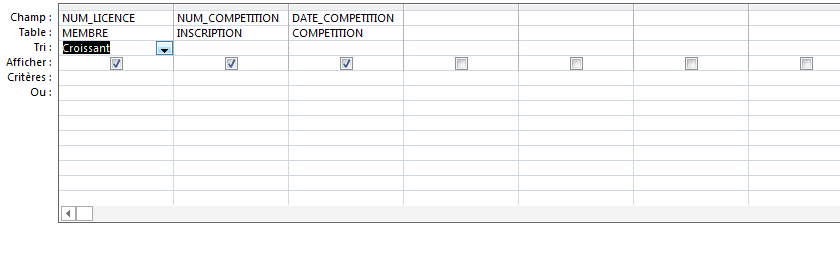 Champ : NUM_LICENCE NUM_COMPETITION DATE_COMPETITION
Table : MEMBRE INSCRIPTION COMPETITION
Tri : Croissant
Afficher :
Critères :
Ou :